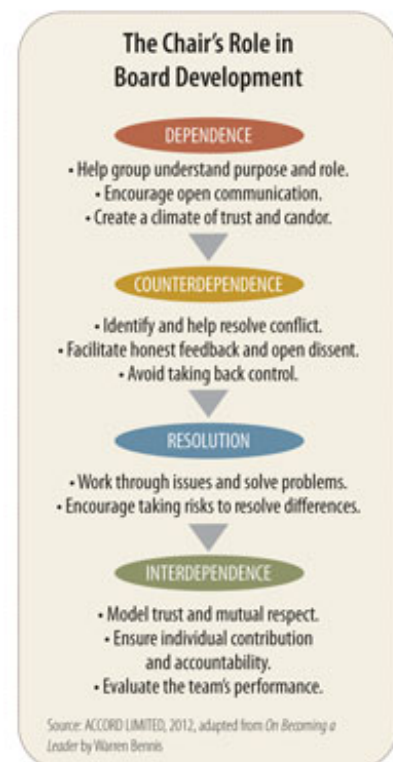 The Chair's Role in
Board Development
DEPENDENCE
• Help group understand purpose and role.
• Encourage open communication.
• Create a climate of trust and candor.
COUNTERDEPENDENCE
• Identify and help resolve conflict.
• Facilitate honest feedback and open dissent.
• Avoid taking back control.
RESOLUTION
• Work through issues and solve problems.
• Encourage taking risks to resolve differences.
INTERDEPENDENCE
• Model trust and mutual respect.
• Ensure individual contribution
and accountability.
• Evaluate the team's performance.
Source: ACCORD LIMITED, 2012, adapted from On Becoming a
Leader by Warren Bennis